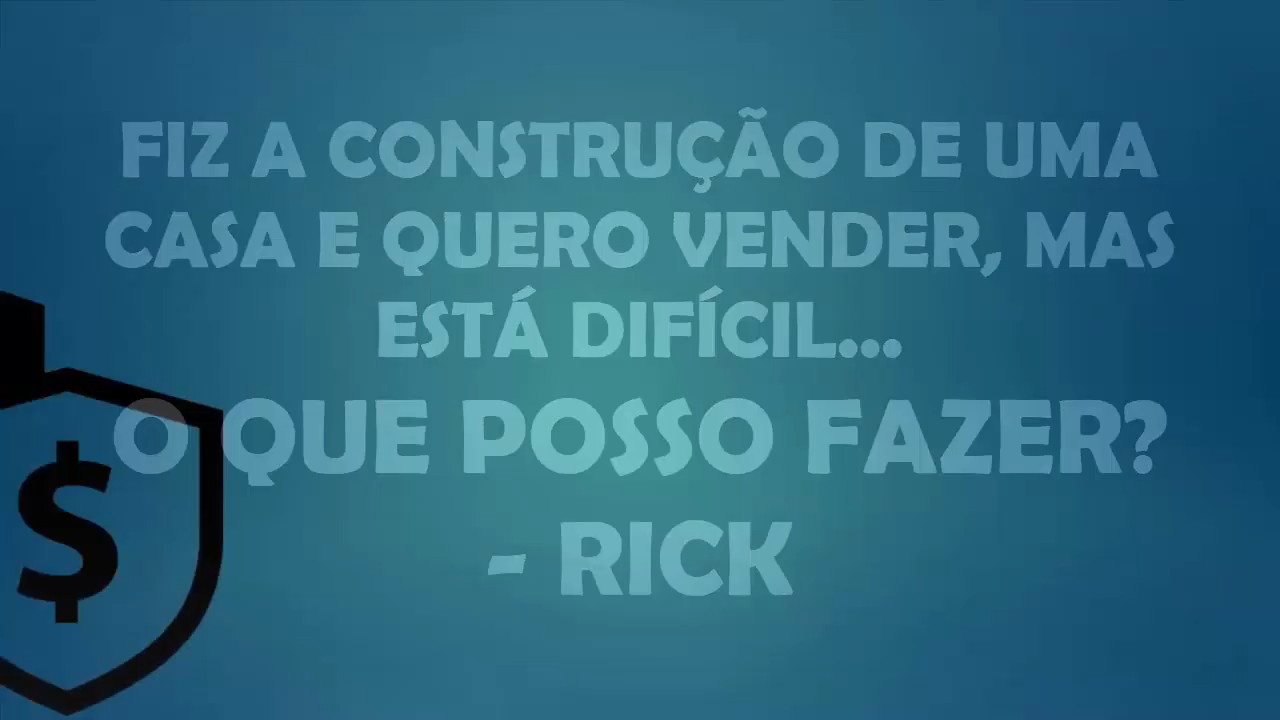 FIZ A CONSTRUÇÃO DE UMA
CASA E QUERO VENDER, MAS
ESTÁ DIFÍCIL...
O QUE POSSO FAZER?
- RICK
$